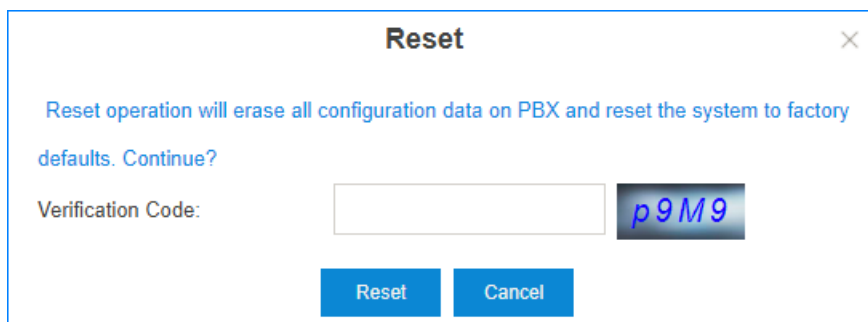 Reset
Reset operation will erase all configuration data on PBX and reset the system to factory
defaults. Continue?
Verification Code:
p9M9
Reset
Cancel